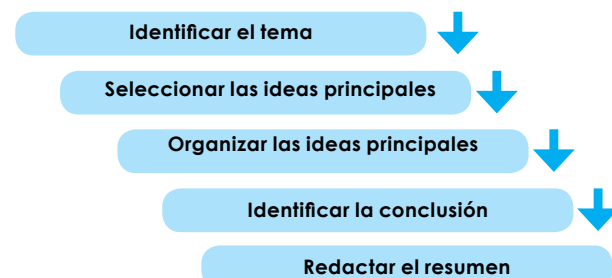 Identificar el tema
Seleccionar las ideas principales
Organizar las ideas principales
Identificar la conclusión
Redactar el resumen